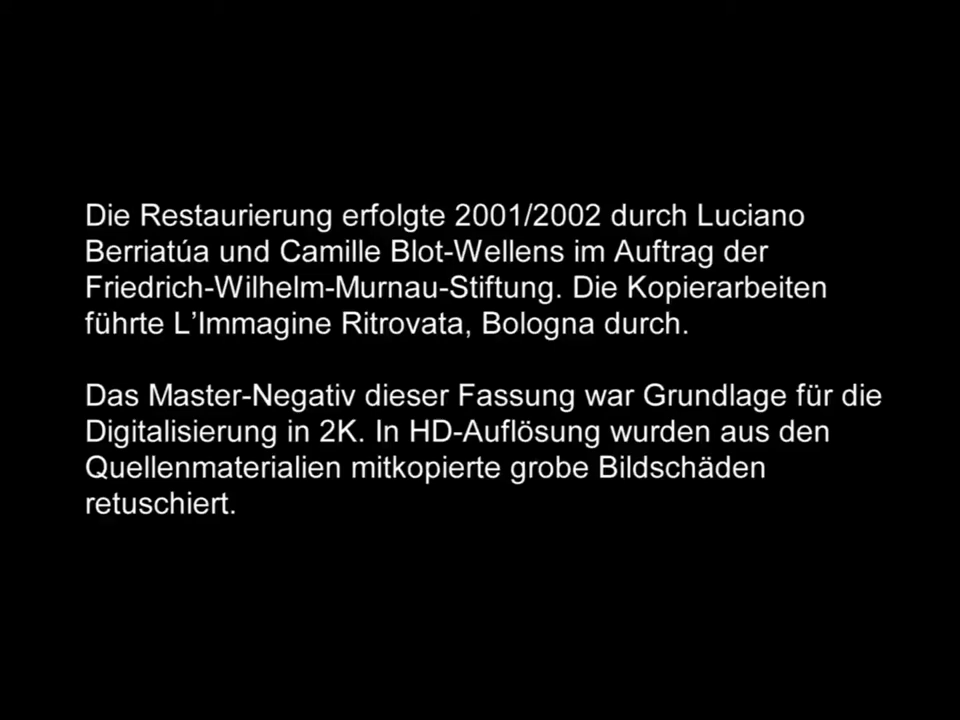 Die Restaurierung erfolgte 2001/2002 durch Luciano
Berriatúa und Camille Blot-Wellens im Auftrag der
Friedrich-Wilhelm-Murnau-Stiftung. Die Kopierarbeiten
führte L’Immagine Ritrovata, Bologna durch.
Das Master-Negativ dieser Fassung war Grundlage für die
Digitalisierung in 2K. In HD-Auflösung wurden aus den
Quellenmaterialien mitkopierte grobe Bildschäden
retuschiert.